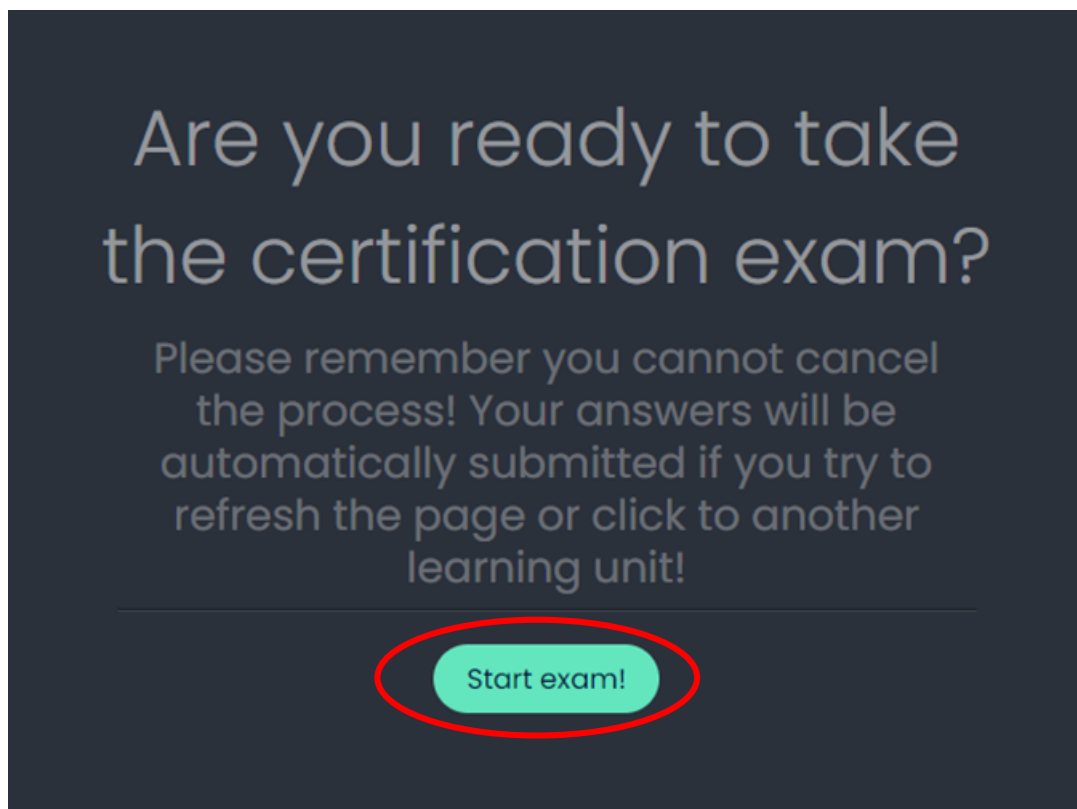 Are you ready to take
the certification exam?
Please remember you cannot cancel
the process! Your answers will be
automatically submitted if you try to
refresh the page or click to another
learning unit!
Start exam!